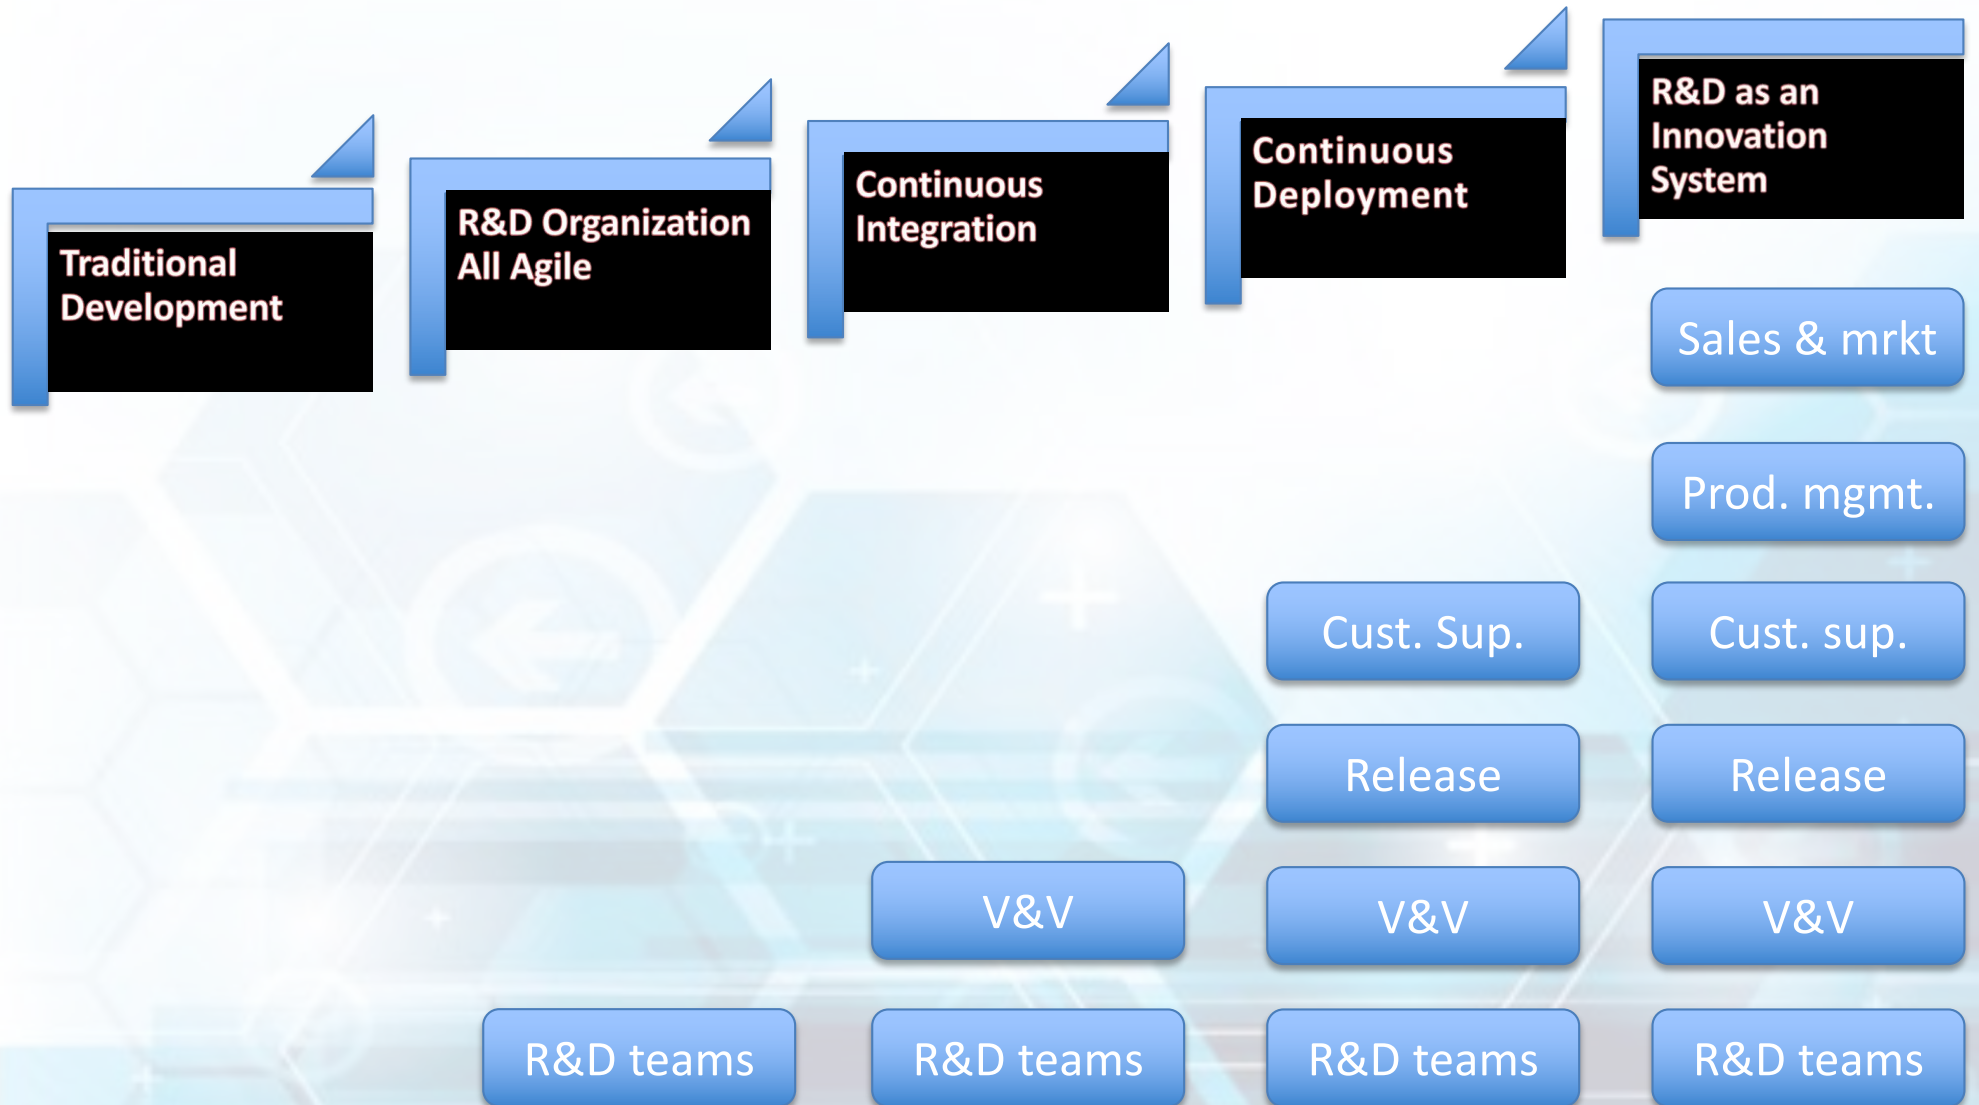 Traditional
Development
R&D Organization
All Agile
Continuous
Integration
Continuous
Deployment
R&D as an
Innovation
System
Sales & mrkt
Prod. mgmt.
Cust. Sup.
Cust. sup.
Release
Release
V&V
V&V
V&V
R&D teams
R&D teams
R&D teams
R&D teams